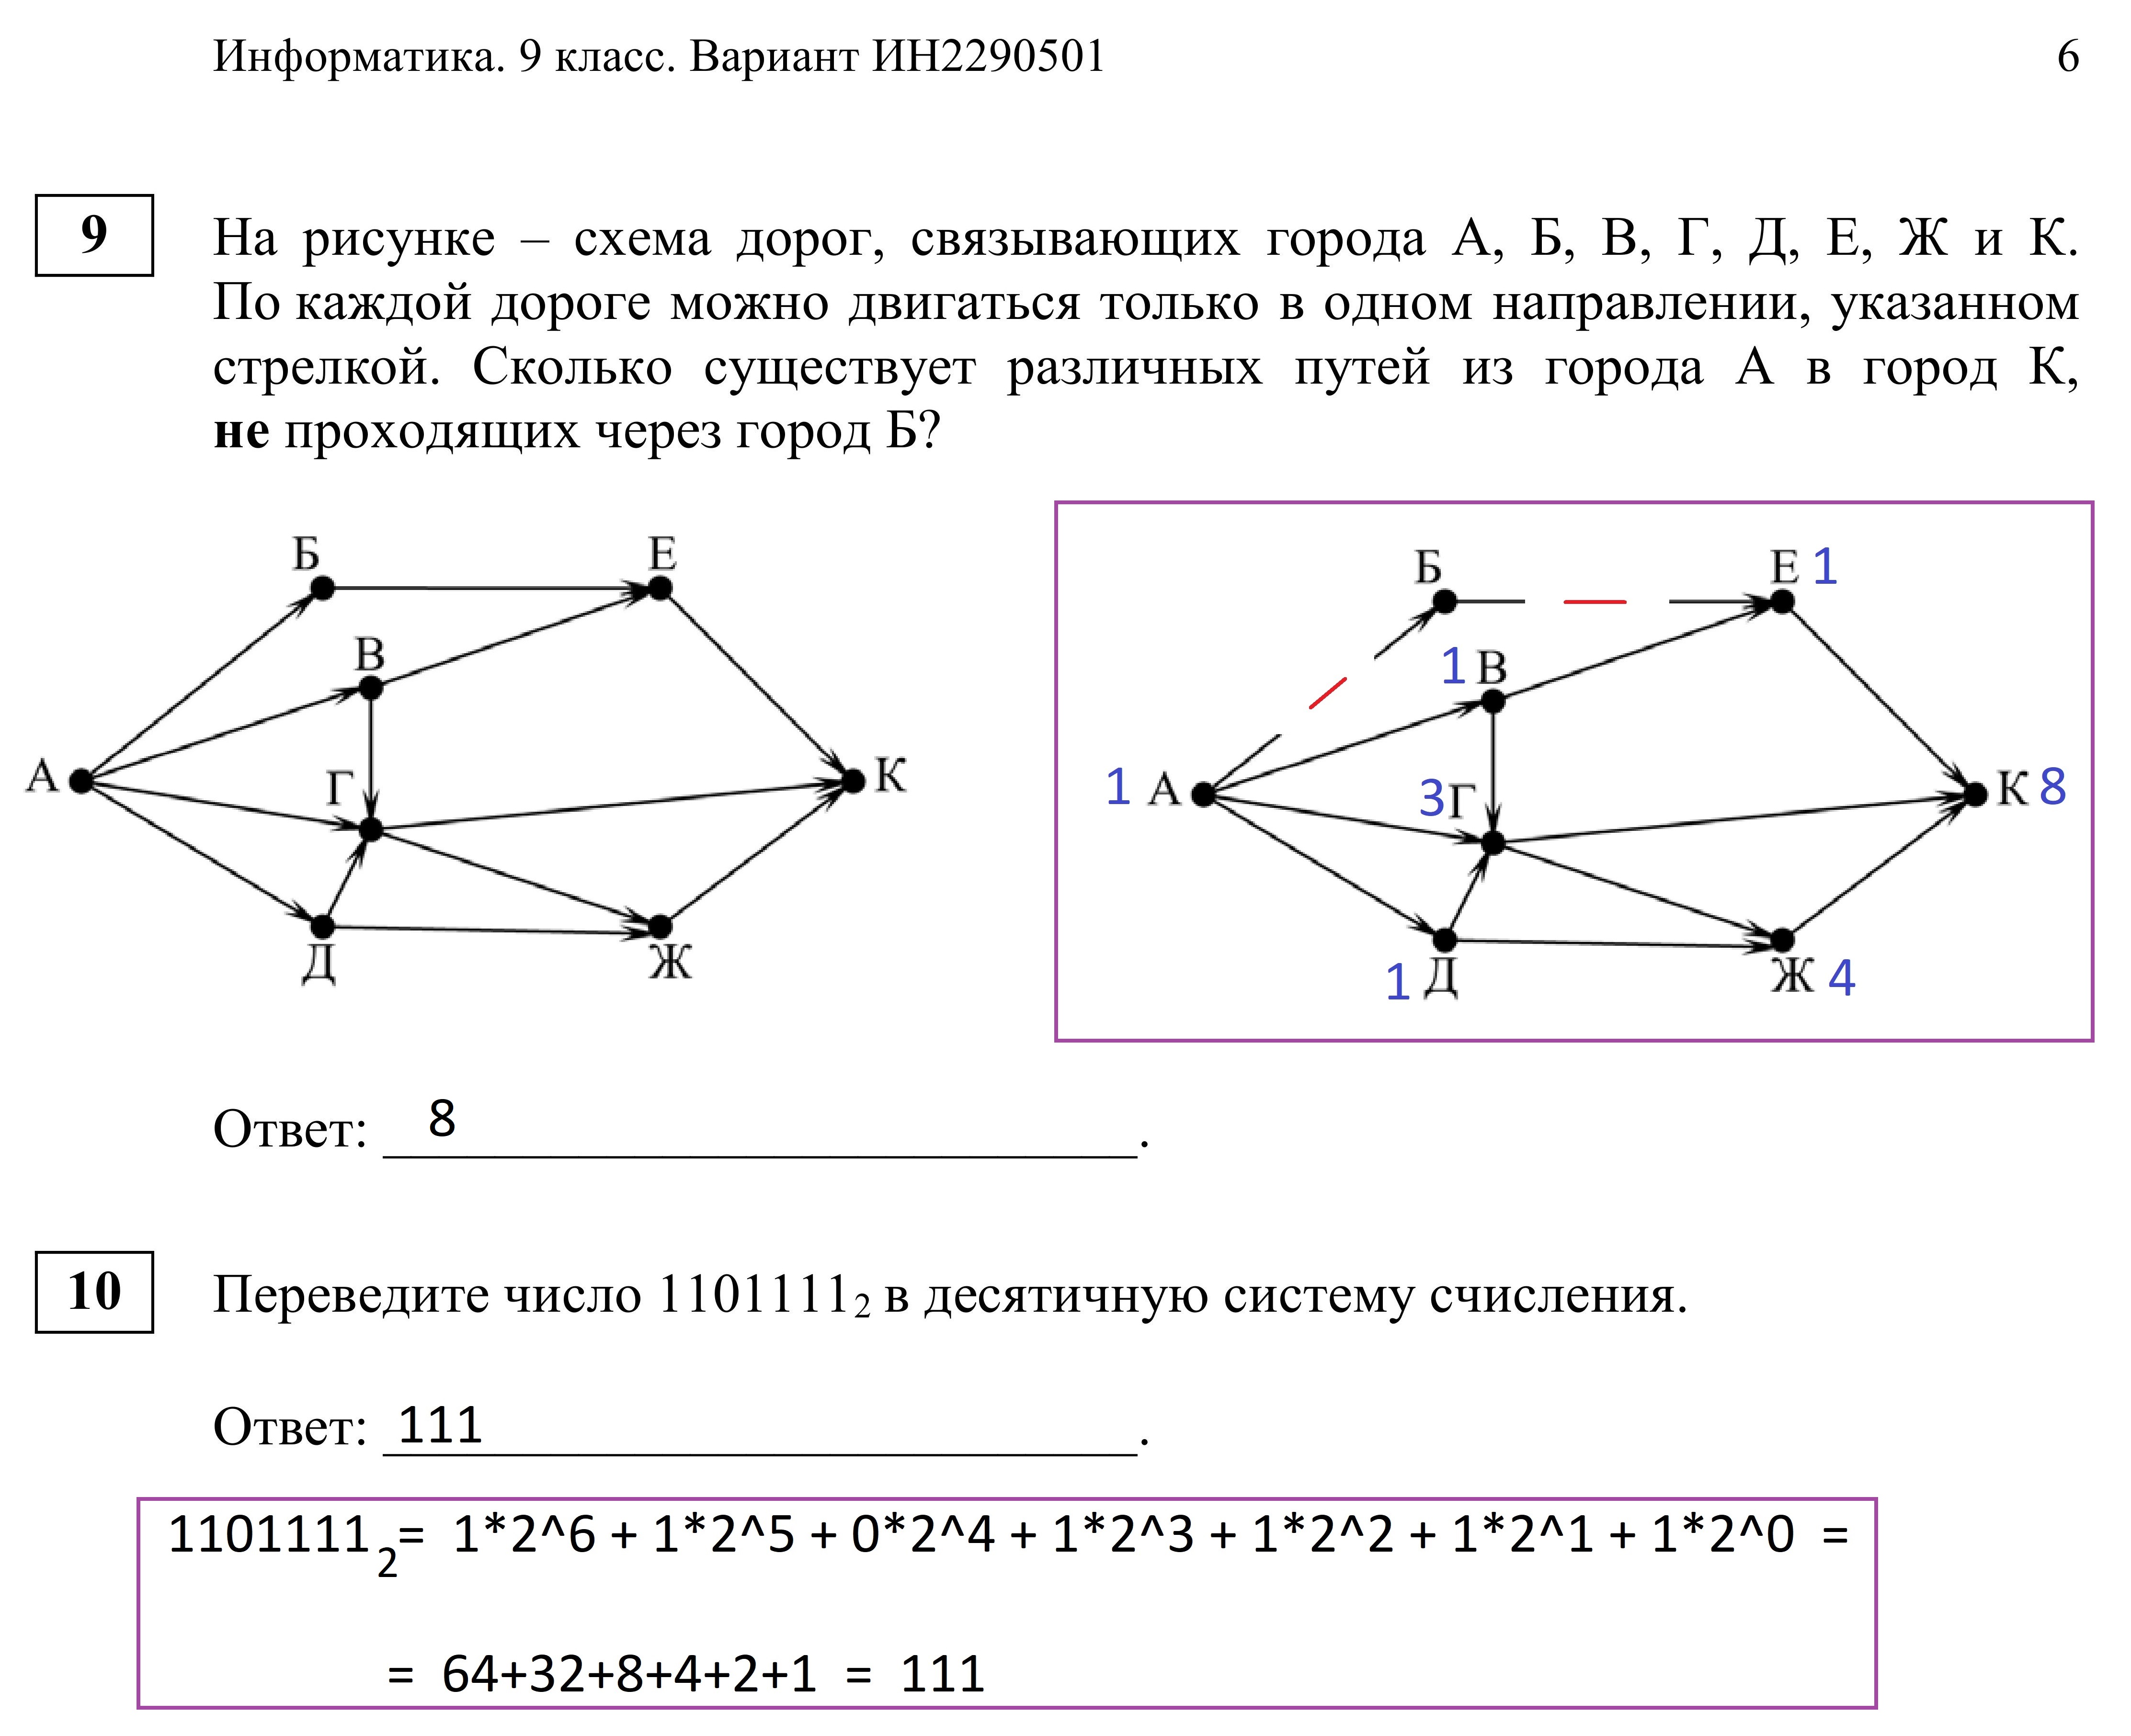 Информатика. 9 класс. Вариант ИН2290501 6
9
На рисунке – схема дорог, связывающих города А, Б, В, Г, Д, Е, Ж и К.
По каждой дороге можно двигаться только в одном направлении, указанном
стрелкой. Сколько существует различных путей из города А в город К,
не проходящих через город Б?
Б Е
В
А Г К
Д Ж
Б Е 1
1 В
1 А 3 Г К 8
1 Д Ж 4
Ответ: 8.
10
Переведите число 1101111₂ в десятичную систему счисления.
Ответ: 111.
1101111₂= 1*2^6 + 1*2^5 + 0*2^4 + 1*2^3 + 1*2^2 + 1*2^1 + 1*2^0 =
= 64+32+8+4+2+1 = 111